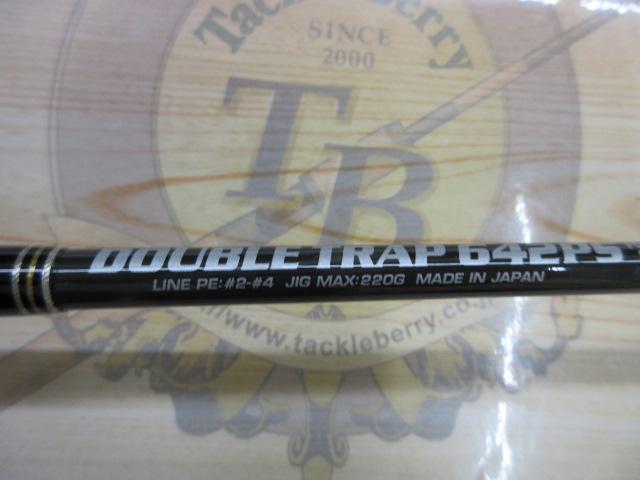 TackleBerry
SINCE
2000
TB
DOUBLE TRAP 642PS
LINE PE:#2-#4 JIG MAX:220G MADE IN JAPAN
www.tackleberry.co